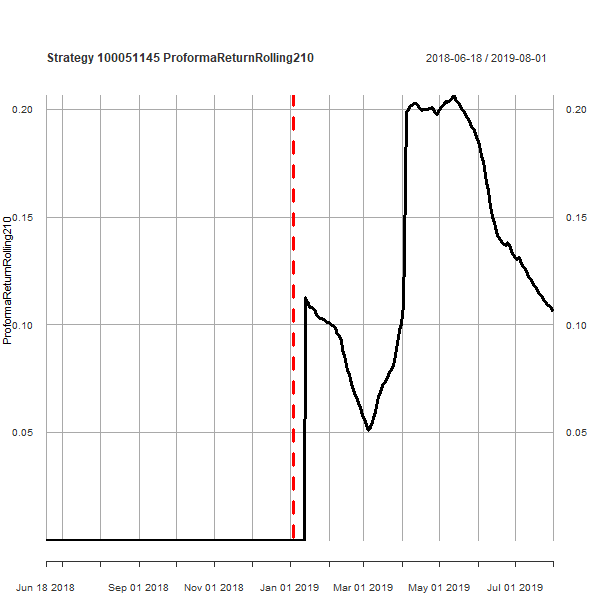 Strategy 100051145 ProformaReturnRolling210
2018-06-18 / 2019-08-01
ProformaReturnRolling210
0.20
0.15
0.10
0.05
0.20
0.15
0.10
0.05
Jun 18 2018
Sep 01 2018
Nov 01 2018
Jan 01 2019
Mar 01 2019
May 01 2019
Jul 01 2019